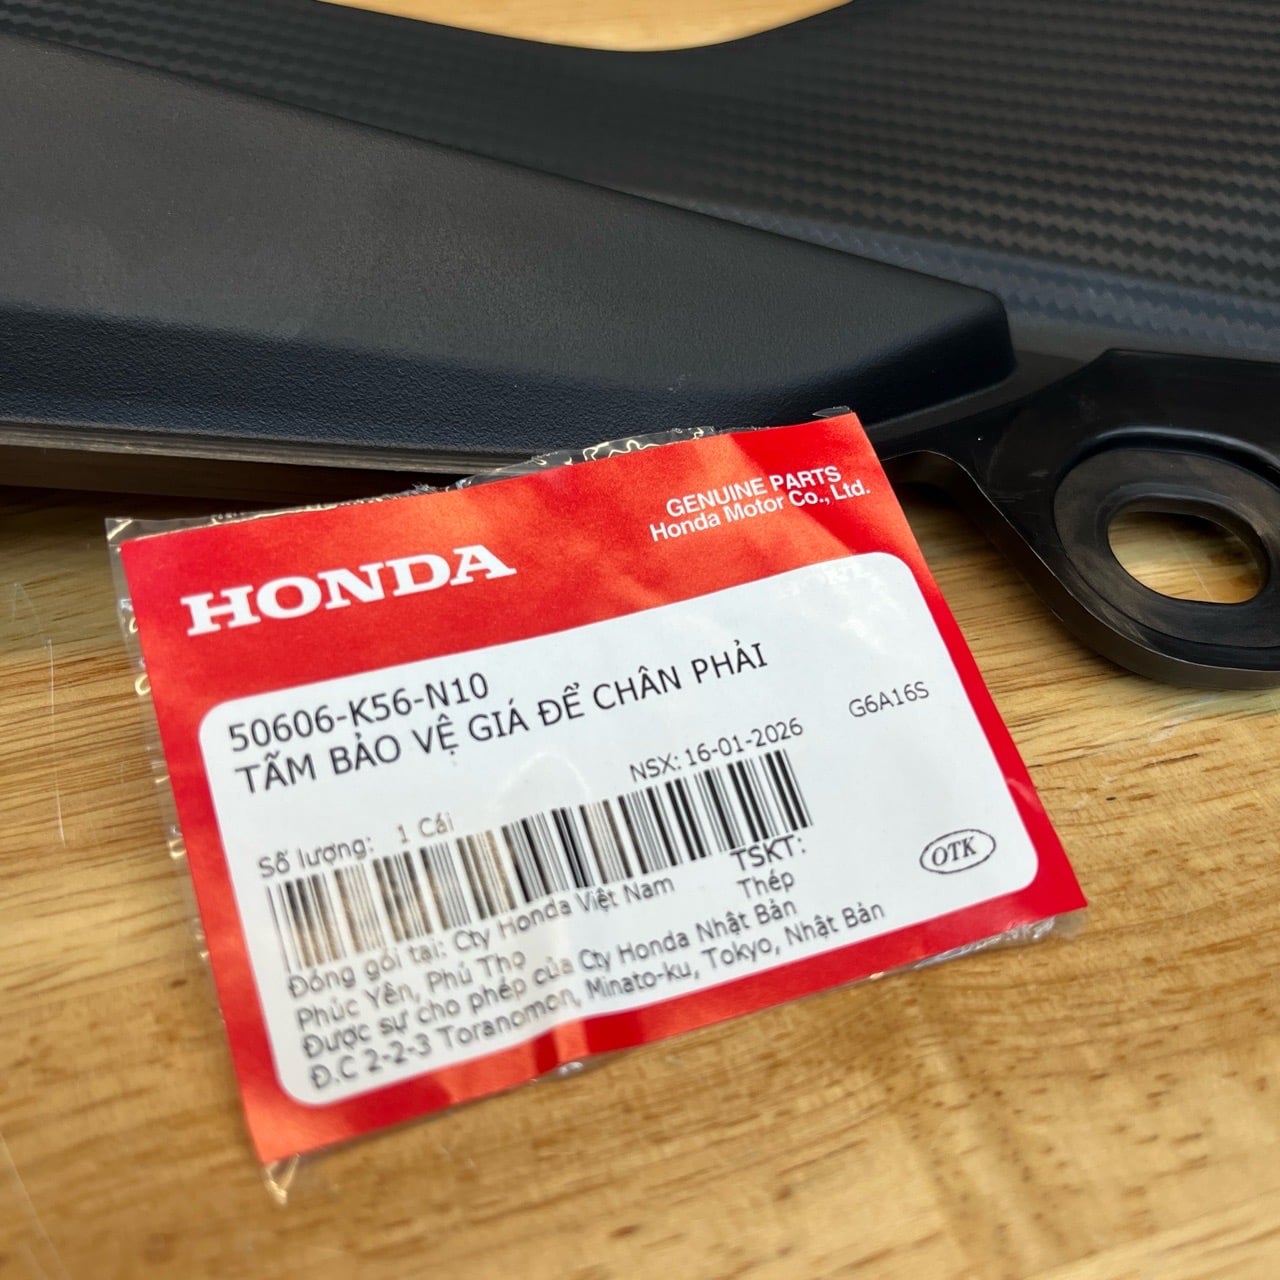 GENUINE PARTS
Honda Motor Co., Ltd.
HONDA
50606-K56-N10
TẤM BẢO VỆ GIÁ ĐỂ CHÂN PHẢI
NSX: 16-01-2026
G6A16S
Số lượng: 1 Cái
TSKT:
Thép
OTK
Đóng gói tại: Cty Honda Việt Nam
Phúc Yên, Phú Thọ
Được sự cho phép của Cty Honda Nhật Bản
Đ.C 2-2-3 Toranomon, Minato-ku, Tokyo, Nhật Bản